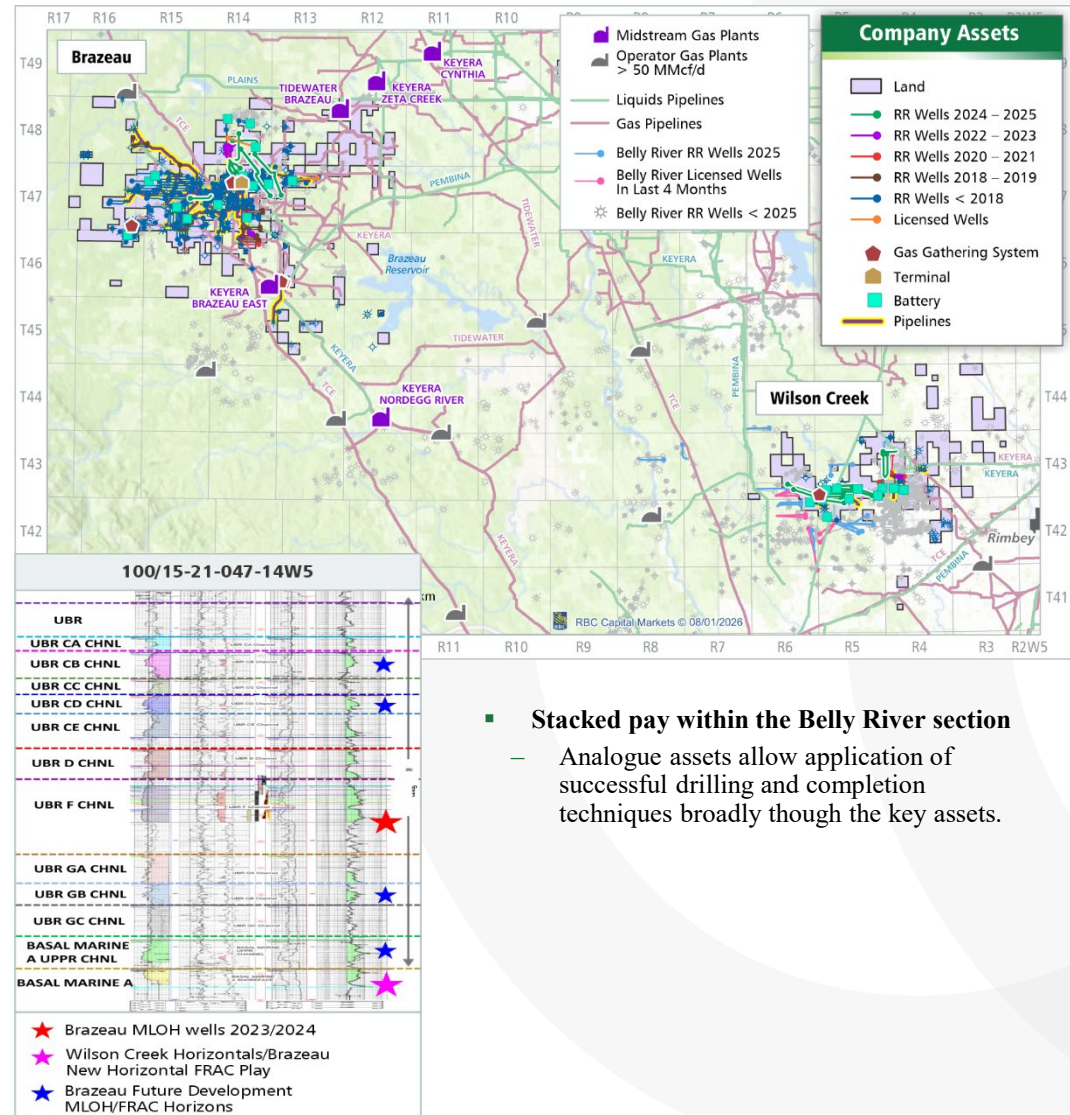 R17 R16 R15 R14 R13 R12 R11 R10
T49
T48
T47
T46
T45
T44
T43
T42
Brazeau
PLAINS
TCE
TIDEWATER
BRAZEAU
KEYERA
CYNTHIA
KEYERA
ZETA CREEK
PEMBINA
TIDEWATER
KEYERA
Brazeau
Reservoir
KEYERA
BRAZEAU EAST
KEYERA
TCE
TIDEWATER
KEYERA
NORDEGG RIVER
KEYERA
KEYERA
PEMBINA
TCE
Midstream Gas Plants
Operator Gas Plants
> 50 MMcf/d
Liquids Pipelines
Gas Pipelines
Belly River RR Wells 2025
Belly River Licensed Wells
In Last 4 Months
Belly River RR Wells < 2025
Company Assets
Land
RR Wells 2024 – 2025
RR Wells 2022 – 2023
RR Wells 2020 – 2021
RR Wells 2018 – 2019
RR Wells < 2018
Licensed Wells
Gas Gathering System
Terminal
Battery
Pipelines
Wilson Creek
T44
T43
T42
T41
KEYERA
KEYERA
Rimbey
TCE
PEMBINA
km
RBC Capital Markets © 08/01/2026
R11 R10 R9 R8 R7 R6 R5 R4 R3 R2W5
100/15-21-047-14W5
UBR
UBR CA CHNL
UBR CB CHNL
UBR CC CHNL
UBR CD CHNL
UBR CE CHNL
UBR D CHNL
UBR F CHNL
UBR GA CHNL
UBR GB CHNL
UBR GC CHNL
BASAL MARINE
A UPPR CHNL
BASAL MARINE A
Brazeau MLOH wells 2023/2024
Wilson Creek Horizontals/Brazeau
New Horizontal FRAC Play
Brazeau Future Development
MLOH/FRAC Horizons
▪ Stacked pay within the Belly River section
– Analogue assets allow application of
successful drilling and completion
techniques broadly though the key assets.